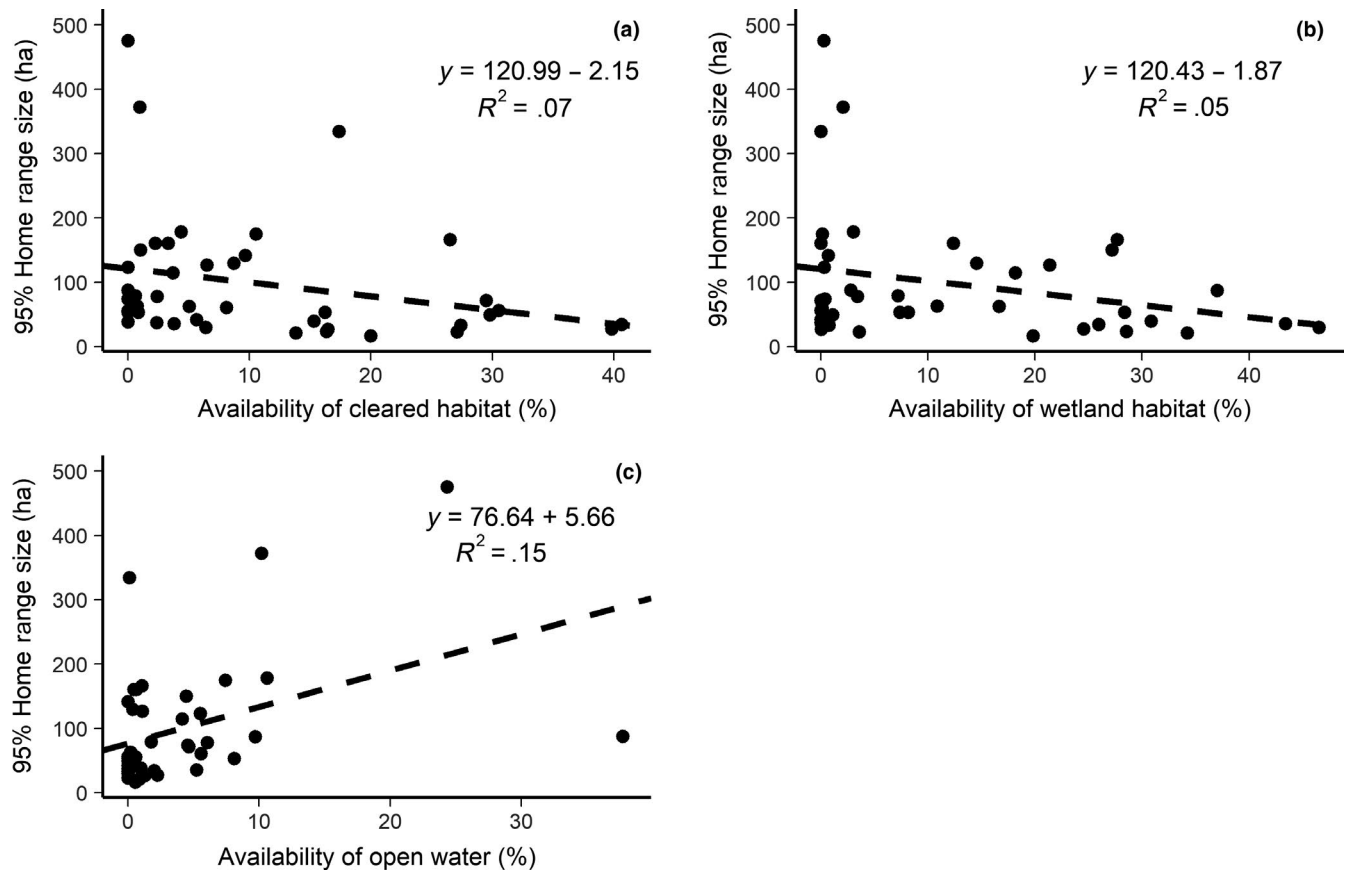 (a)
y = 120.99 – 2.15
R² = .07
95% Home range size (ha)
500
400
300
200
100
0
0 10 20 30 40
Availability of cleared habitat (%)
(b)
y = 120.43 – 1.87
R² = .05
95% Home range size (ha)
500
400
300
200
100
0
0 10 20 30 40
Availability of wetland habitat (%)
(c)
y = 76.64 + 5.66
R² = .15
95% Home range size (ha)
500
400
300
200
100
0
0 10 20 30
Availability of open water (%)